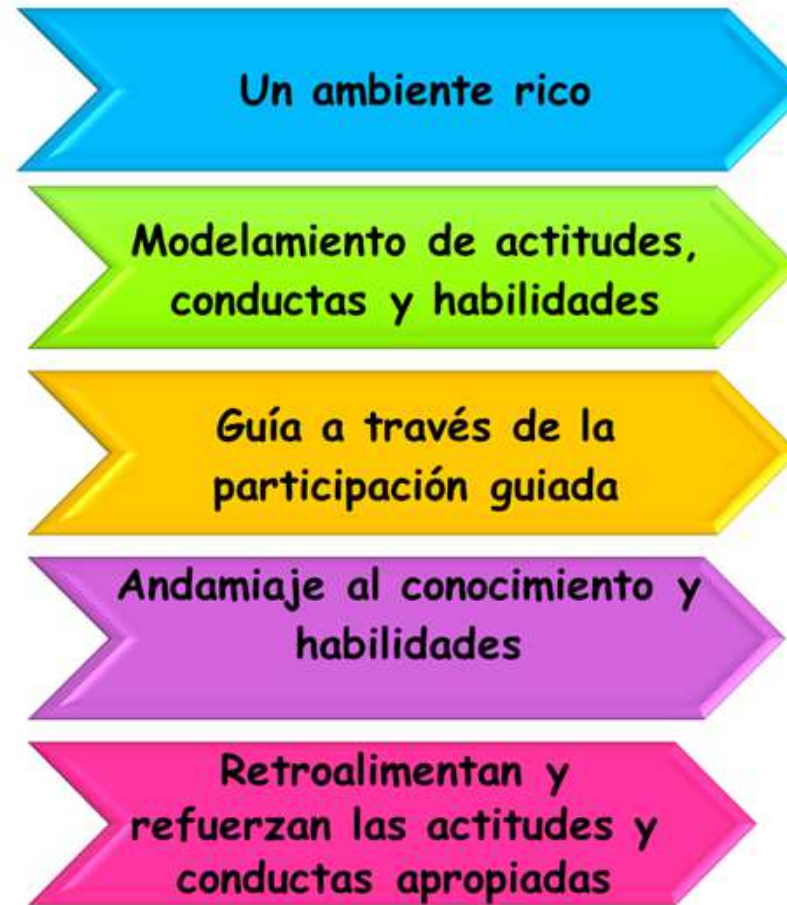 Un ambiente rico
Modelamiento de actitudes,
conductas y habilidades
Guía a través de la
participación guiada
Andamiaje al conocimiento y
habilidades
Retroalimentan y
refuerzan las actitudes y
conductas apropiadas